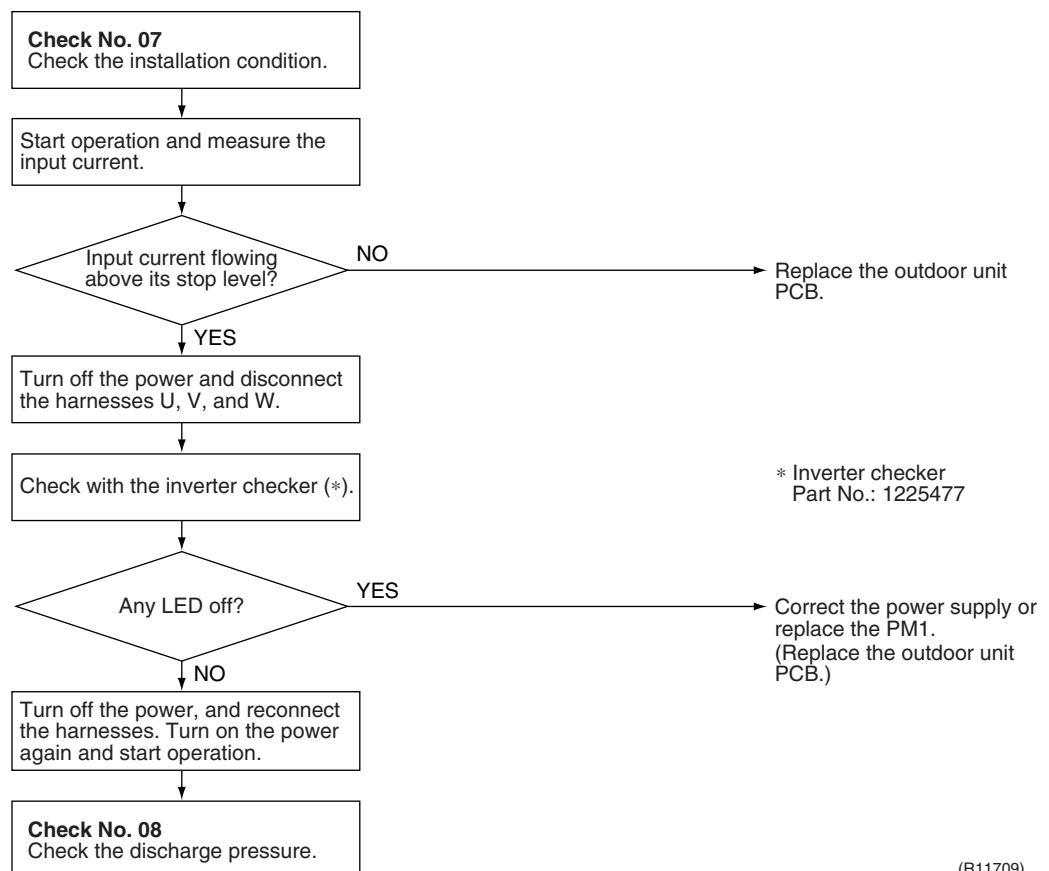 Check No. 07
Check the installation condition.
Start operation and measure the
input current.
Input current flowing
above its stop level?
NO
Replace the outdoor unit
PCB.
YES
Turn off the power and disconnect
the harnesses U, V, and W.
Check with the inverter checker (∗).
∗ Inverter checker
Part No.: 1225477
Any LED off?
YES
Correct the power supply or
replace the PM1.
(Replace the outdoor unit
PCB.)
NO
Turn off the power, and reconnect
the harnesses. Turn on the power
again and start operation.
Check No. 08
Check the discharge pressure.
(R11709)